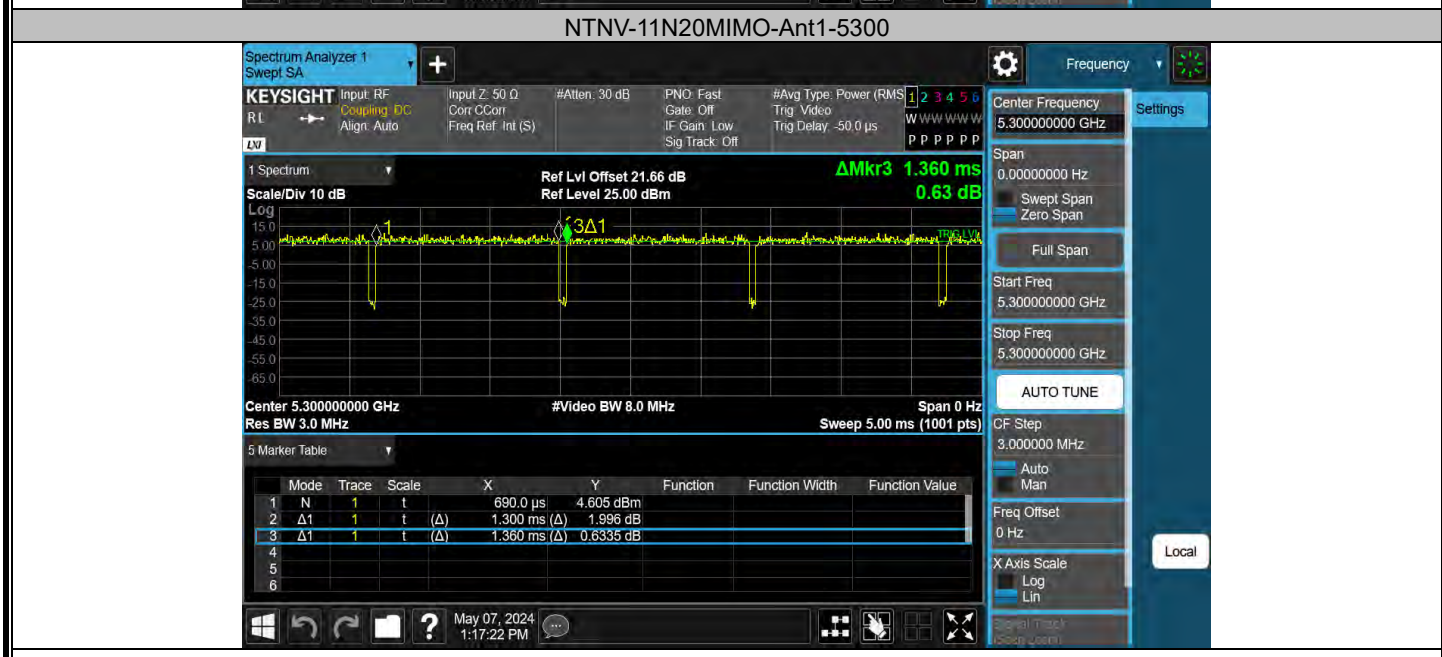 NTNV-11N20MIMO-Ant1-5300
Spectrum Analyzer 1
Swept SA
Frequency
KEYSIGHT
Input: RF
Coupling: DC
Align: Auto
Input Z: 50 Ω
Corr CCorr
Freq Ref: Int (S)
#Atten: 30 dB
PNO: Fast
Gate: Off
IF Gain: Low
Sig Track: Off
#Avg Type: Power (RMS
Trig: Video
Trig Delay: -50.0 µs
1 2 3 4 5 6
W W W W W W
P P P P P P
RL
LXI
1 Spectrum
Scale/Div 10 dB
Ref Lvl Offset 21.66 dB
Ref Level 25.00 dBm
ΔMkr3 1.360 ms
0.63 dB
Log
15.0
5.00
-5.00
-15.0
-25.0
-35.0
-45.0
-55.0
-65.0
1
3Δ1
TRIG LVL
Center 5.300000000 GHz
Res BW 3.0 MHz
#Video BW 8.0 MHz
Span 0 Hz
Sweep 5.00 ms (1001 pts)
5 Marker Table
Mode Trace Scale X Y Function Function Width Function Value
1 N 1 t 690.0 µs 4.605 dBm
2 Δ1 1 t (Δ) 1.300 ms (Δ) 1.996 dB
3 Δ1 1 t (Δ) 1.360 ms (Δ) 0.6335 dB
4
5
6
May 07, 2024
1:17:22 PM
Center Frequency
5.300000000 GHz
Settings
Span
0.00000000 Hz
Swept Span
Zero Span
Full Span
Start Freq
5.300000000 GHz
Stop Freq
5.300000000 GHz
AUTO TUNE
CF Step
3.000000 MHz
Auto
Man
Freq Offset
0 Hz
X Axis Scale
Log
Lin
Local
Signal Track
(Span Zoom)